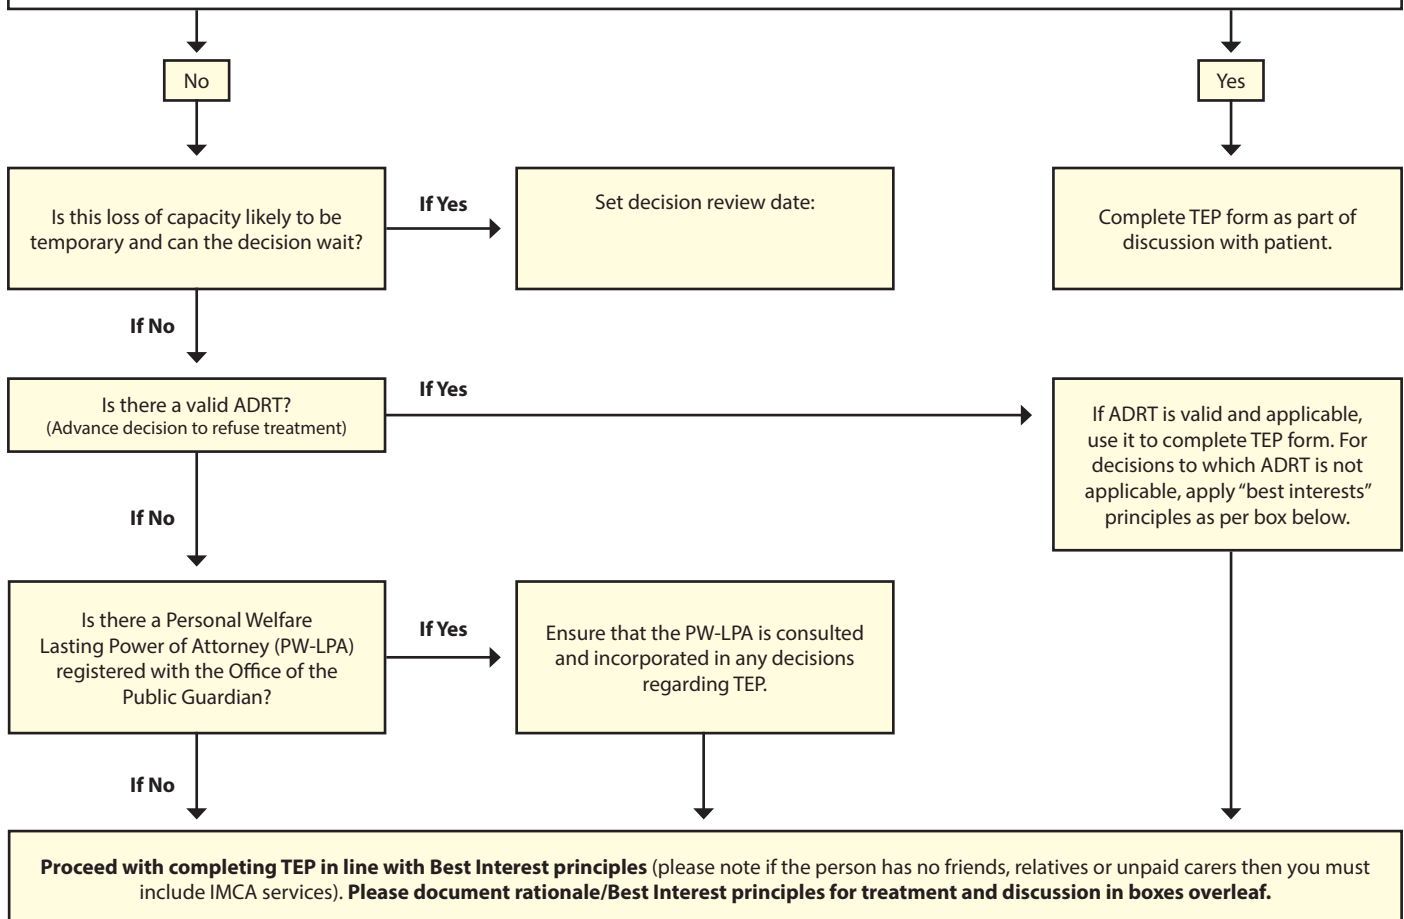 No
Yes
Is this loss of capacity likely to be
temporary and can the decision wait?
If Yes
Set decision review date:
Complete TEP form as part of
discussion with patient.
If No
Is there a valid ADRT?
(Advance decision to refuse treatment)
If Yes
If ADRT is valid and applicable,
use it to complete TEP form. For
decisions to which ADRT is not
applicable, apply “best interests”
principles as per box below.
If No
Is there a Personal Welfare
Lasting Power of Attorney (PW-LPA)
registered with the Office of the
Public Guardian?
If Yes
Ensure that the PW-LPA is consulted
and incorporated in any decisions
regarding TEP.
If No
Proceed with completing TEP in line with Best Interest principles (please note if the person has no friends, relatives or unpaid carers then you must
include IMCA services). Please document rationale/Best Interest principles for treatment and discussion in boxes overleaf.